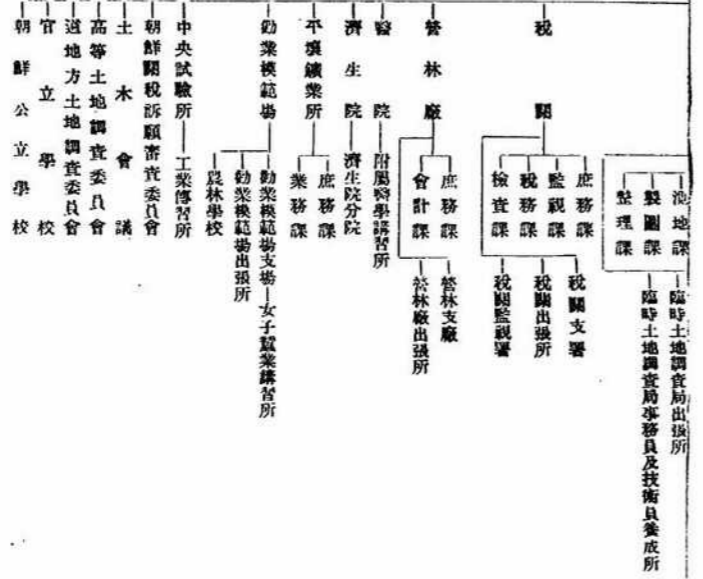 測地課
製圖課
整理課
臨時土地調査局出張所
臨時土地調査局事務員及技術員養成所
稅關
庶務課
監視課
稅務課
檢査課
稅關支署
稅關出張所
稅關監視署
營林廠
庶務課
會計課
營林支廠
營林廠出張所
醫院
附屬醫學講習所
濟生院
濟生院分院
平壤鑛業所
庶務課
業務課
勸業模範場
勸業模範場支場
女子蠶業講習所
勸業模範場出張所
農林學校
中央試驗所
工業傳習所
朝鮮關稅訴願審査委員會
土木會議
高等土地調査委員會
道地方土地調査委員會
官立學校
朝鮮公立學校